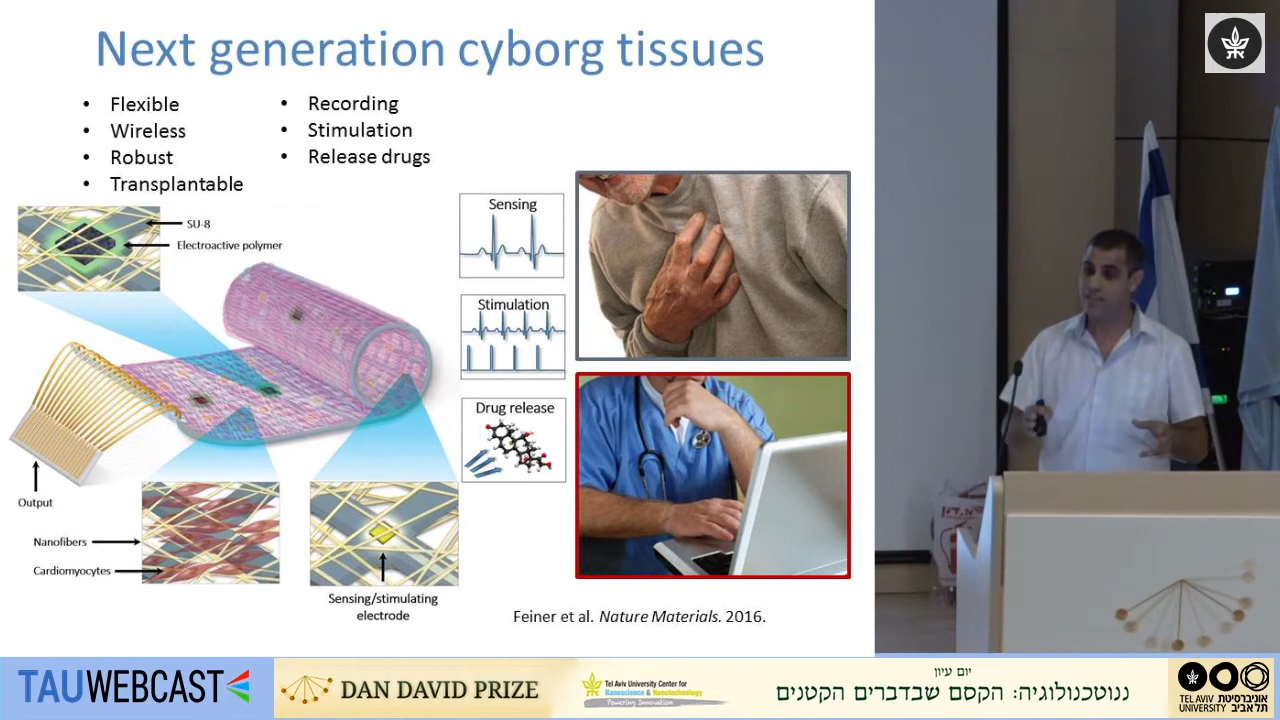 Next generation cyborg tissues
• Flexible
• Wireless
• Robust
• Transplantable
• Recording
• Stimulation
• Release drugs
SU-8
Electroactive polymer
Output
Nanofibers
Cardiomyocytes
Sensing/stimulating
electrode
Sensing
Stimulation
Drug release
Feiner et al. Nature Materials. 2016.
TAUWEBCAST
DAN DAVID PRIZE
Tel Aviv University Center for
Nanoscience & Nanotechnology
Powering Innovation
יום עיון
ננוטכנולוגיה: הקסם שבדברים הקטנים
TEL AVIV אוניברסיטת
UNIVERSITY תל אביב